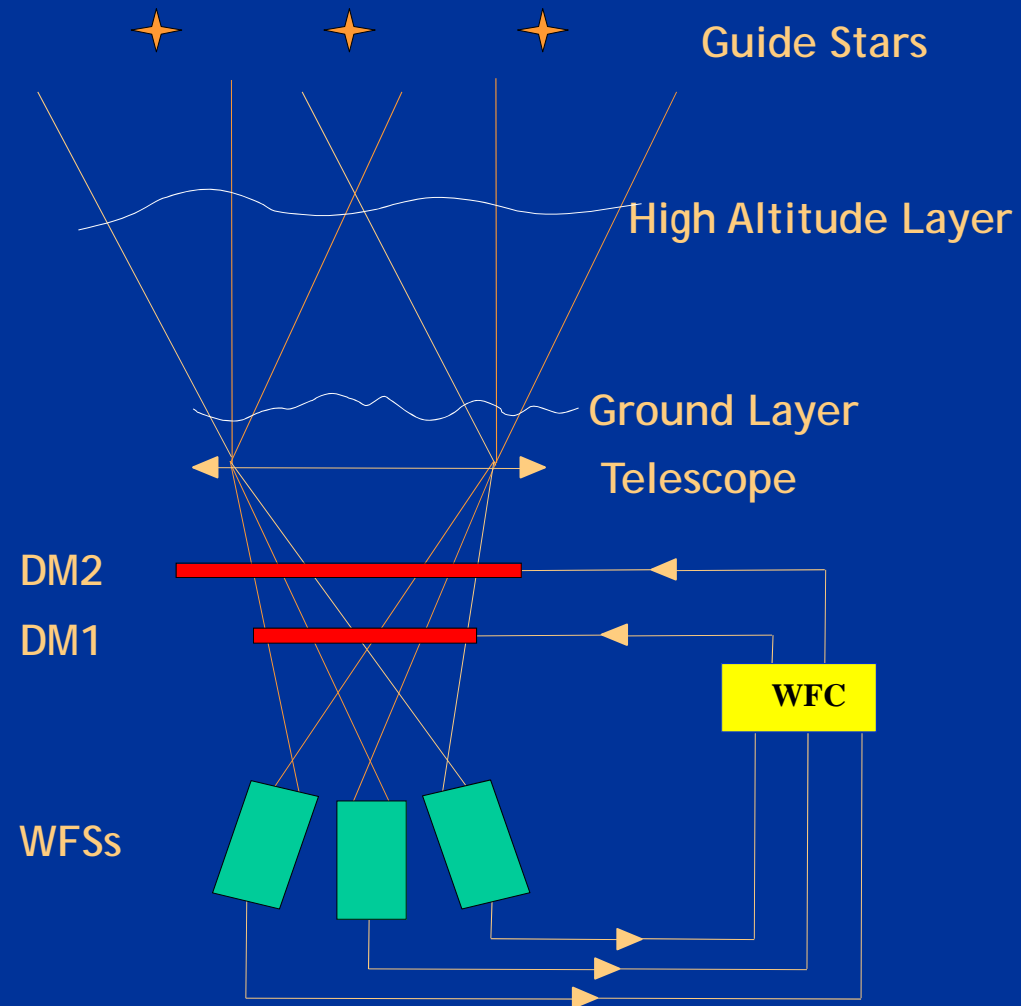 Guide Stars
High Altitude Layer
Ground Layer
Telescope
DM2
DM1
WFC
WFSs